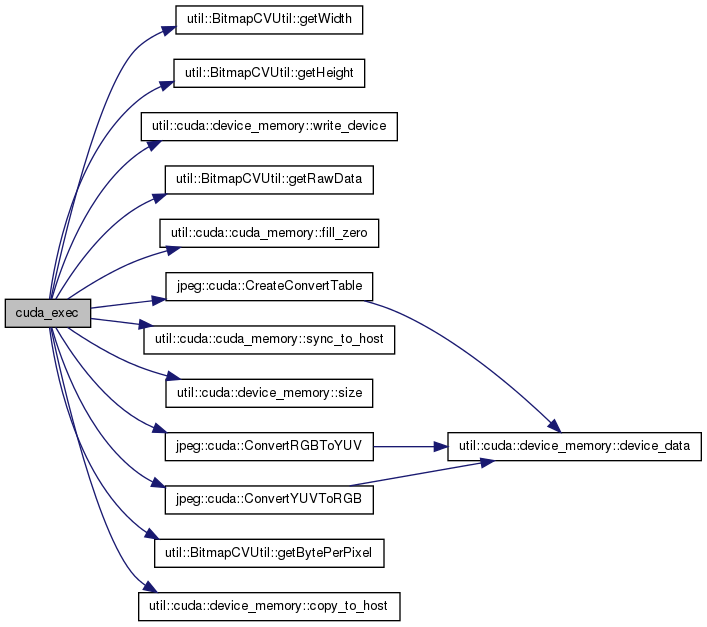 util::BitmapCVUtil::getWidth
util::BitmapCVUtil::getHeight
util::cuda::device_memory::write_device
util::BitmapCVUtil::getRawData
util::cuda::cuda_memory::fill_zero
jpeg::cuda::CreateConvertTable
cuda_exec
util::cuda::cuda_memory::sync_to_host
util::cuda::device_memory::size
jpeg::cuda::ConvertRGBToYUV
util::cuda::device_memory::device_data
jpeg::cuda::ConvertYUVToRGB
util::BitmapCVUtil::getBytePerPixel
util::cuda::device_memory::copy_to_host